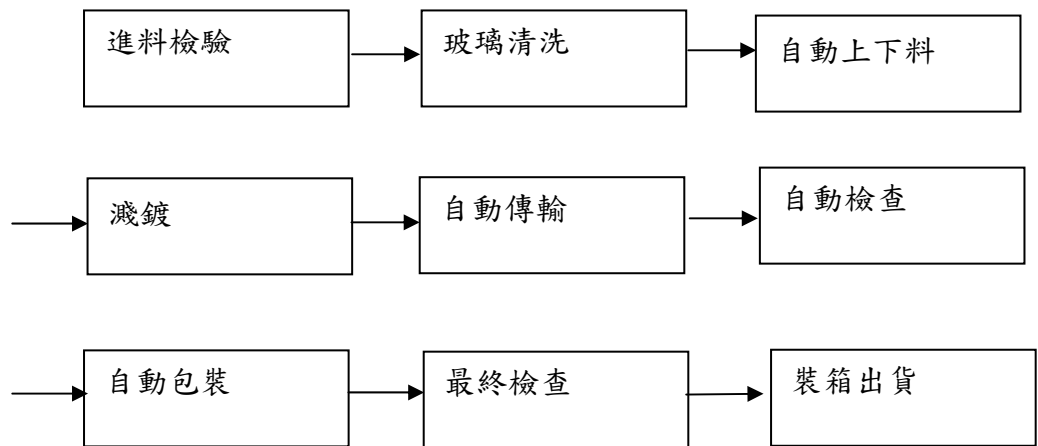 進料檢驗
玻璃清洗
自動上下料
濺鍍
自動傳輸
自動檢查
自動包裝
最終檢查
裝箱出貨